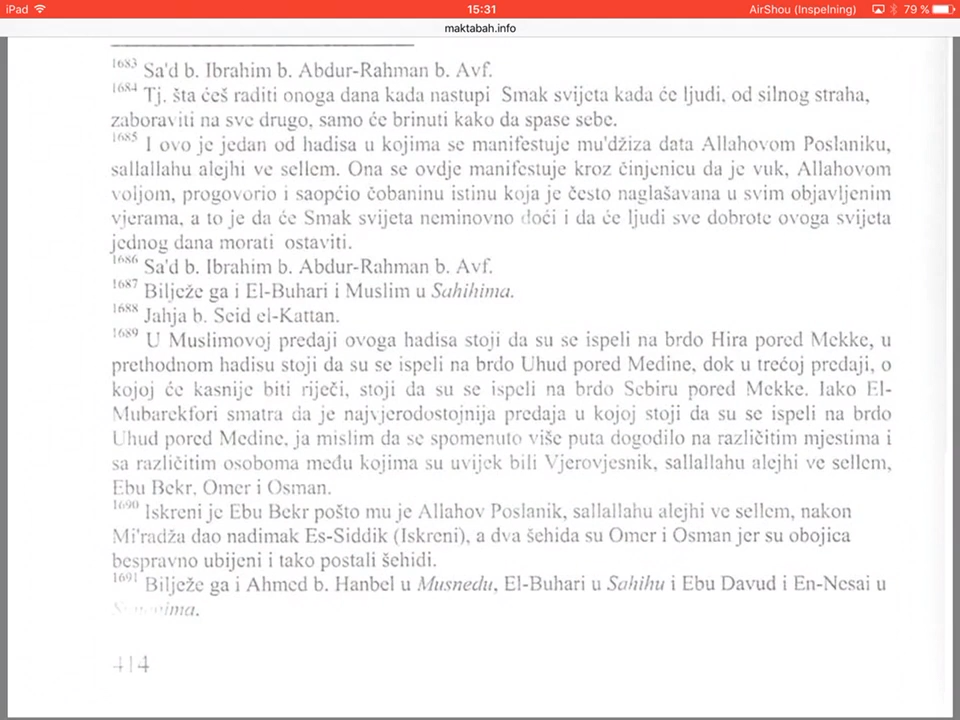 iPad 15:31 AirShou (Inspelning) 79 %
maktabah.info
1683 Sa'd b. Ibrahim b. Abdur-Rahman b. Avf.
1684 Tj. šta ćeš raditi onoga dana kada nastupi Smak svijeta kada će ljudi, od silnog straha,
zaboraviti na sve drugo, samo će brinuti kako da spase sebe.
1685 I ovo je jedan od hadisa u kojima se manifestuje mu'džiza data Allahovom Poslaniku,
sallallahu alejhi ve sellem. Ona se ovdje manifestuje kroz činjenicu da je vuk, Allahovom
voljom, progovorio i saopćio čobaninu istinu koja je često naglašavana u svim objavljenim
vjerama, a to je da će Smak svijeta neminovno doći i da će ljudi sve dobrote ovoga svijeta
jednog dana morati ostaviti.
1686 Sa'd b. Ibrahim b. Abdur-Rahman b. Avf.
1687 Bilježe ga i El-Buhari i Muslim u Sahihima.
1688 Jahja b. Seid el-Kattan.
1689 U Muslimovoj predaji ovoga hadisa stoji da su se ispeli na brdo Hira pored Mekke, u
prethodnom hadisu stoji da su se ispeli na brdo Uhud pored Medine, dok u trećoj predaji, o
kojoj će kasnije biti riječi, stoji da su se ispeli na brdo Sebiru pored Mekke. Iako El-
Mubarekfori smatra da je najvjerodostojnija predaja u kojoj stoji da su se ispeli na brdo
Uhud pored Medine, ja mislim da se spomenuto više puta dogodilo na različitim mjestima i
sa različitim osoboma među kojima su uvijek bili Vjerovjesnik, sallallahu alejhi ve sellem,
Ebu Bekr, Omer i Osman.
1690 Iskreni je Ebu Bekr pošto mu je Allahov Poslanik, sallallahu alejhi ve sellem, nakon
Mi'radža dao nadimak Es-Siddik (Iskreni), a dva šehida su Omer i Osman jer su obojica
bespravno ubijeni i tako postali šehidi.
1691 Bilježe ga i Ahmed b. Hanbel u Musnedu, El-Buhari u Sahihu i Ebu Davud i En-Nesai u
414